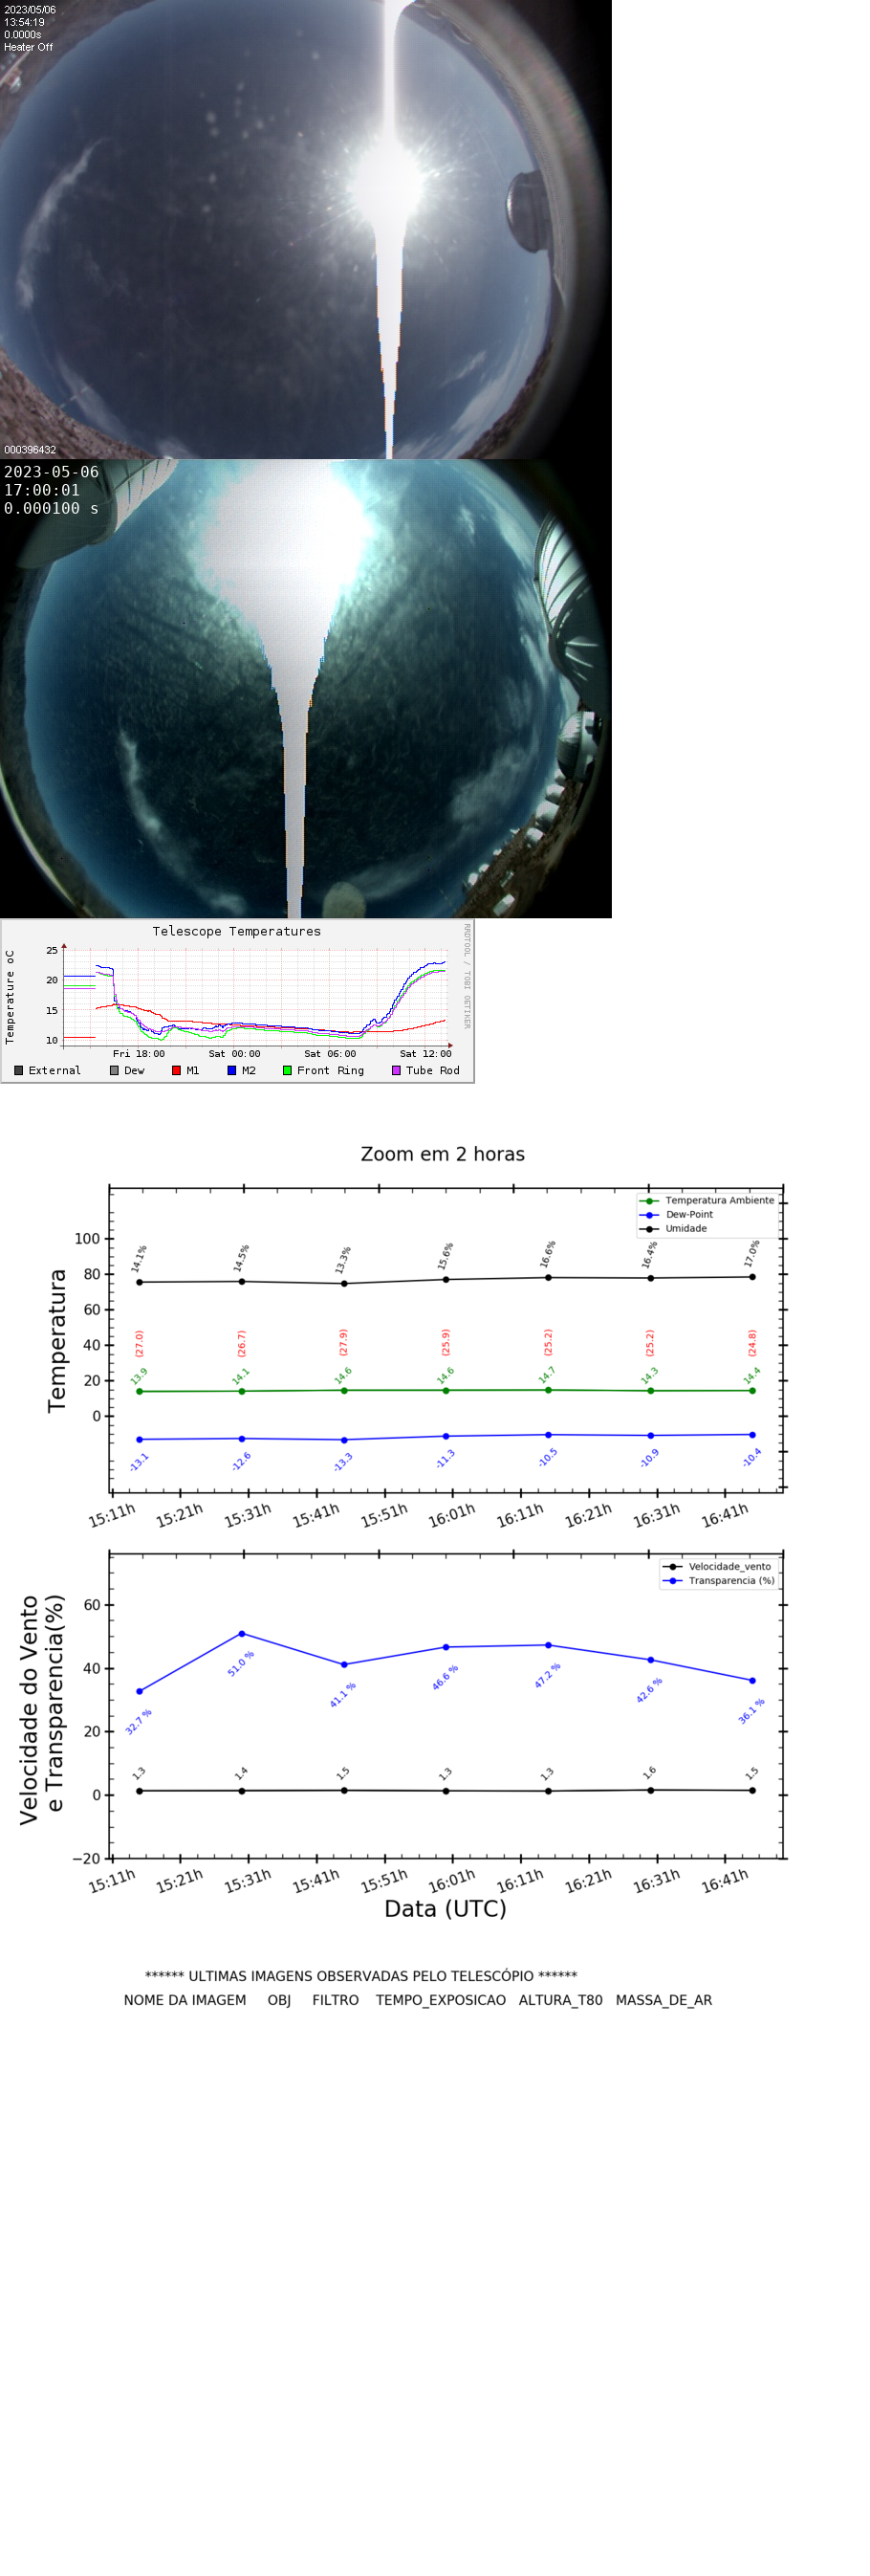 2023/05/06
13:54:19
0.0000s
Heater Off
000396432
2023-05-06
17:00:01
0.000100 s
Telescope Temperatures
RRDTOOL / TOBI OETIKER
Temperature oC
25
20
15
10
Fri 18:00 Sat 00:00 Sat 06:00 Sat 12:00
External Dew M1 M2 Front Ring Tube Rod
Zoom em 2 horas
Temperatura Ambiente
Dew-Point
Umidade
Temperatura
100
80
60
40
20
0
14.1% 14.5% 13.3% 15.6% 16.6% 16.4% 17.0%
(27.0) (26.7) (27.9) (25.9) (25.2) (25.2) (24.8)
13.9 14.1 14.6 14.6 14.7 14.3 14.4
-13.1 -12.6 -13.3 -11.3 -10.5 -10.9 -10.4
15:11h 15:21h 15:31h 15:41h 15:51h 16:01h 16:11h 16:21h 16:31h 16:41h
Velocidade_vento
Transparencia (%)
Velocidade do Vento
e Transparencia(%)
60
40
20
0
−20
32.7 % 51.0 % 41.1 % 46.6 % 47.2 % 42.6 % 36.1 %
1.3 1.4 1.5 1.3 1.3 1.6 1.5
15:11h 15:21h 15:31h 15:41h 15:51h 16:01h 16:11h 16:21h 16:31h 16:41h
Data (UTC)
****** ULTIMAS IMAGENS OBSERVADAS PELO TELESCÓPIO ******
NOME DA IMAGEM OBJ FILTRO TEMPO_EXPOSICAO ALTURA_T80 MASSA_DE_AR